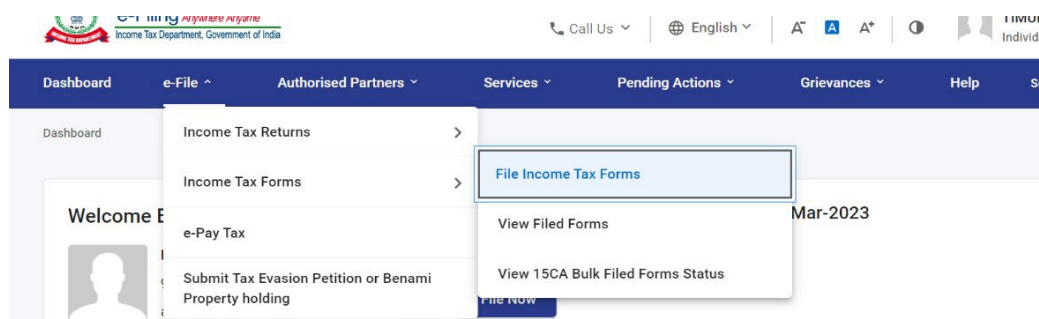 e-Filing Anywhere Anytime
Income Tax Department, Government of India
Call Us
English
A-
A
A+
Individ
Dashboard
e-File
Authorised Partners
Services
Pending Actions
Grievances
Help
Dashboard
Income Tax Returns
Income Tax Forms
File Income Tax Forms
Welcome
Mar-2023
e-Pay Tax
View Filed Forms
Submit Tax Evasion Petition or Benami
Property holding
View 15CA Bulk Filed Forms Status
File Now